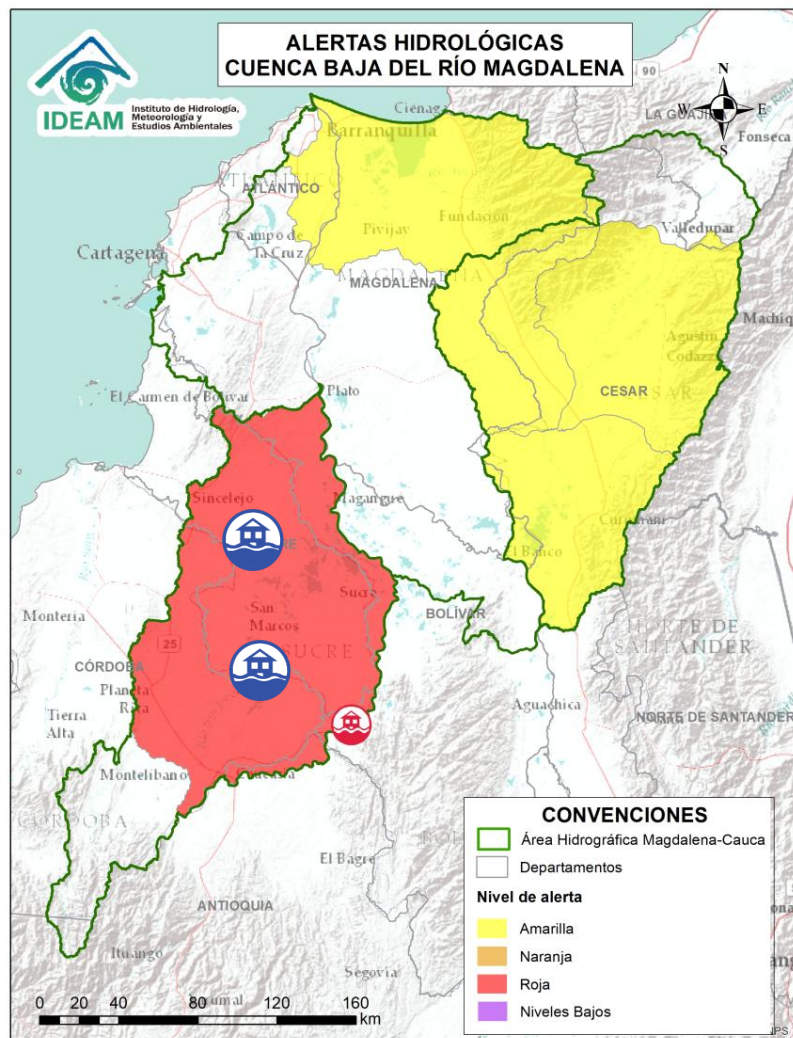 ALERTAS HIDROLÓGICAS
CUENCA BAJA DEL RÍO MAGDALENA
IDEAM
Instituto de Hidrología,
Meteorología y
Estudios Ambientales
90
N
W E
S
LA GUAJIRA
Fonseca
Ciénaga
Barranquilla
ATLÁNTICO
Pivijay
Fundación
Valledupar
Cartagena
Campo de
la Cruz
MAGDALENA
MAGDALENA
Machiq
Agustín
Codazzi
CESAR
El Carmen de Bolívar
Plato
Sincelejo
Magangue
El Banco
Sucre
San
Marcos
SUCRE
BOLÍVAR
Montería
25
CÓRDOBA
Planeta
Rica
Tierra
Alta
NORTE DE
SANTANDER
Aguachica
NORTE DE SANTANDER
Montelíbano
CÓRDOBA
El Bagre
ANTIOQUIA
Ituango
Segovia
CONVENCIONES
Área Hidrográfica Magdalena-Cauca
Departamentos
Nivel de alerta
Amarilla
Naranja
Roja
Niveles Bajos
0 20 40 80 120 160
km
NPS